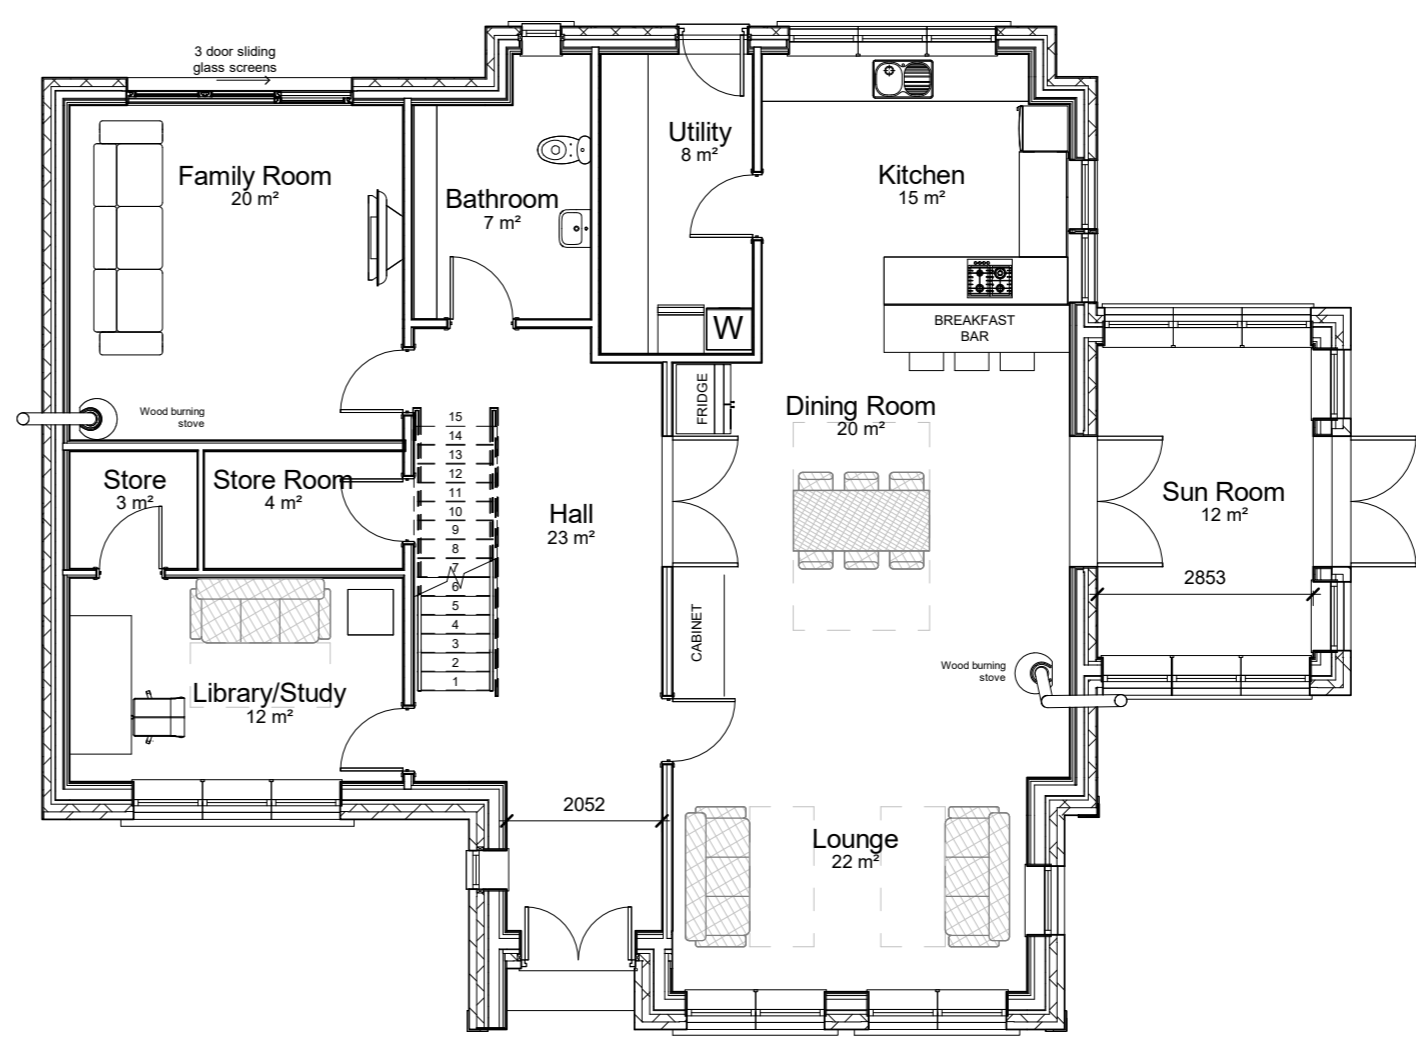 3 door sliding
glass screens
Family Room
20 m²
Bathroom
7 m²
Utility
8 m²
Kitchen
15 m²
W
BREAKFAST
BAR
FRIDGE
Wood burning
stove
Dining Room
20 m²
Store
3 m²
Store Room
4 m²
15
14
13
12
11
10
9
8
7
6
5
4
3
2
1
Hall
23 m²
Sun Room
12 m²
2853
CABINET
Wood burning
stove
Library/Study
12 m²
2052
Lounge
22 m²